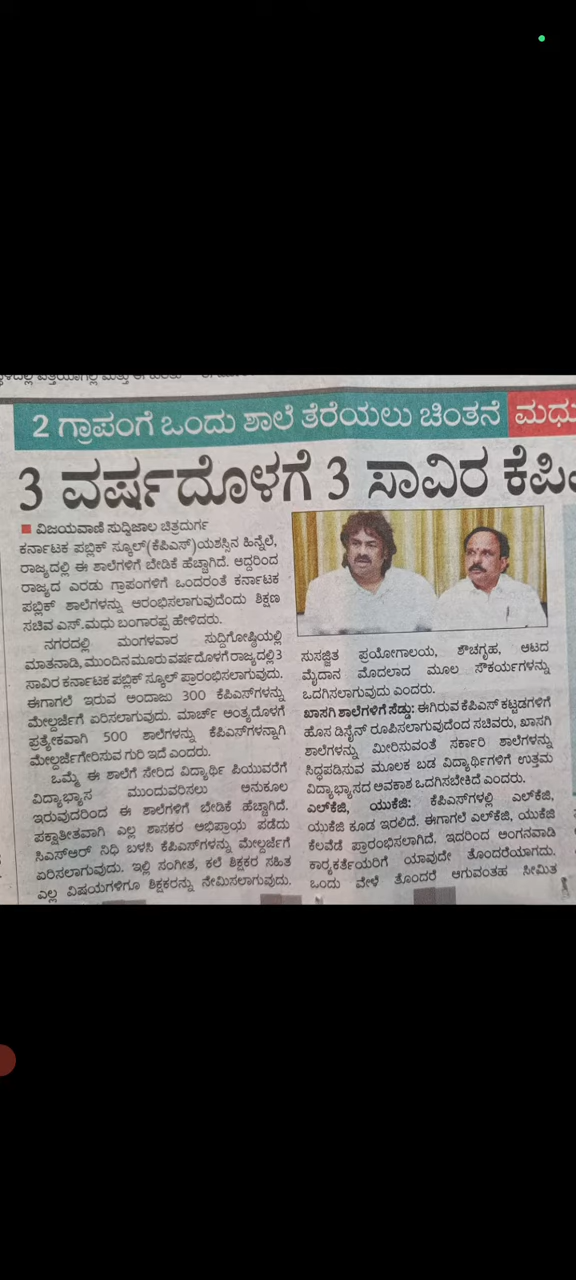 2 ಗ್ರಾಪಂಗೆ ಒಂದು ಶಾಲೆ ತೆರೆಯಲು ಚಿಂತನೆ ಮಧು
3 ವರ್ಷದೊಳಗೆ 3 ಸಾವಿರ ಕೆಪಿ
ವಿಜಯವಾಣಿ ಸುದ್ದಿಜಾಲ ಚಿತ್ರದುರ್ಗ
ಕರ್ನಾಟಕ ಪಬ್ಲಿಕ್ ಸ್ಕೂಲ್(ಕೆಪಿಎಸ್)ಯಶಸ್ಸಿನ ಹಿನ್ನೆಲೆ,
ರಾಜ್ಯದಲ್ಲಿ ಈ ಶಾಲೆಗಳಿಗೆ ಬೇಡಿಕೆ ಹೆಚ್ಚಾಗಿದೆ. ಆದ್ದರಿಂದ
ರಾಜ್ಯದ ಎರಡು ಗ್ರಾಪಂಗಳಿಗೆ ಒಂದರಂತೆ ಕರ್ನಾಟಕ
ಪಬ್ಲಿಕ್ ಶಾಲೆಗಳನ್ನು ಆರಂಭಿಸಲಾಗುವುದೆಂದು ಶಿಕ್ಷಣ
ಸಚಿವ ಎಸ್.ಮಧು ಬಂಗಾರಪ್ಪ ಹೇಳಿದರು.
ನಗರದಲ್ಲಿ ಮಂಗಳವಾರ ಸುದ್ದಿಗೋಷ್ಠಿಯಲ್ಲಿ
ಮಾತನಾಡಿ, ಮುಂದಿನ ಮೂರು ವರ್ಷದೊಳಗೆ ರಾಜ್ಯದಲ್ಲಿ 3
ಸಾವಿರ ಕರ್ನಾಟಕ ಪಬ್ಲಿಕ್ ಸ್ಕೂಲ್ ಪ್ರಾರಂಭಿಸಲಾಗುವುದು.
ಈಗಾಗಲೆ ಇರುವ ಅಂದಾಜು 300 ಕೆಪಿಎಸ್‌ಗಳನ್ನು
ಮೇಲ್ದರ್ಜೆಗೆ ಏರಿಸಲಾಗುವುದು. ಮಾರ್ಚ್ ಅಂತ್ಯದೊಳಗೆ
ಪ್ರತ್ಯೇಕವಾಗಿ 500 ಶಾಲೆಗಳನ್ನು ಕೆಪಿಎಸ್‌ಗಳನ್ನಾಗಿ
ಮೇಲ್ದರ್ಜೆಗೇರಿಸುವ ಗುರಿ ಇದೆ ಎಂದರು.
ಒಮ್ಮೆ ಈ ಶಾಲೆಗೆ ಸೇರಿದ ವಿದ್ಯಾರ್ಥಿ ಪಿಯುವರೆಗೆ
ವಿದ್ಯಾಭ್ಯಾಸ ಮುಂದುವರಿಸಲು ಅನುಕೂಲ
ಇರುವುದರಿಂದ ಈ ಶಾಲೆಗಳಿಗೆ ಬೇಡಿಕೆ ಹೆಚ್ಚಾಗಿದೆ.
ಪಕ್ಷಾತೀತವಾಗಿ ಎಲ್ಲ ಶಾಸಕರ ಅಭಿಪ್ರಾಯ ಪಡೆದು
ಸಿಎಸ್‌ಆರ್ ನಿಧಿ ಬಳಸಿ ಕೆಪಿಎಸ್‌ಗಳನ್ನು ಮೇಲ್ದರ್ಜೆಗೆ
ಏರಿಸಲಾಗುವುದು. ಇಲ್ಲಿ ಸಂಗೀತ, ಕಲೆ ಶಿಕ್ಷಕರ ಸಹಿತ
ಎಲ್ಲ ವಿಷಯಗಳಿಗೂ ಶಿಕ್ಷಕರನ್ನು ನೇಮಿಸಲಾಗುವುದು.
ಸುಸಜ್ಜಿತ ಪ್ರಯೋಗಾಲಯ, ಶೌಚಗೃಹ, ಆಟದ
ಮೈದಾನ ಮೊದಲಾದ ಮೂಲ ಸೌಕರ್ಯಗಳನ್ನು
ಒದಗಿಸಲಾಗುವುದು ಎಂದರು.
ಖಾಸಗಿ ಶಾಲೆಗಳಿಗೆ ಸೆಡ್ಡು: ಈಗಿರುವ ಕೆಪಿಎಸ್ ಕಟ್ಟಡಗಳಿಗೆ
ಹೊಸ ಡಿಸೈನ್ ರೂಪಿಸಲಾಗುವುದೆಂದ ಸಚಿವರು, ಖಾಸಗಿ
ಶಾಲೆಗಳನ್ನು ಮೀರಿಸುವಂತೆ ಸರ್ಕಾರಿ ಶಾಲೆಗಳನ್ನು
ಸಿದ್ಧಪಡಿಸುವ ಮೂಲಕ ಬಡ ವಿದ್ಯಾರ್ಥಿಗಳಿಗೆ ಉತ್ತಮ
ವಿದ್ಯಾಭ್ಯಾಸದ ಅವಕಾಶ ಒದಗಿಸಬೇಕಿದೆ ಎಂದರು.
ಎಲ್‌ಕೆಜಿ, ಯುಕೆಜಿ: ಕೆಪಿಎಸ್‌ಗಳಲ್ಲಿ ಎಲ್‌ಕೆಜಿ,
ಯುಕೆಜಿ ಕೂಡ ಇರಲಿದೆ. ಈಗಾಗಲೆ ಎಲ್‌ಕೆಜಿ, ಯುಕೆಜಿ
ಕೆಲವೆಡೆ ಪ್ರಾರಂಭಿಸಲಾಗಿದೆ. ಇದರಿಂದ ಅಂಗನವಾಡಿ
ಕಾರ್‍ಯಕರ್ತೆಯರಿಗೆ ಯಾವುದೇ ತೊಂದರೆಯಾಗದು.
ಒಂದು ವೇಳೆ ತೊಂದರೆ ಆಗುವಂತಹ ಸೀಮಿತ